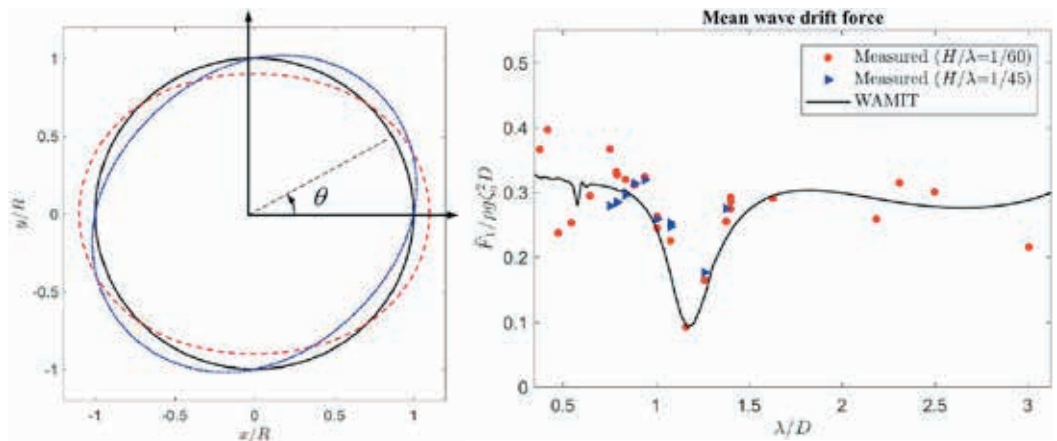 1
0.5
0
-0.5
-1
y/R
θ
-1 -0.5 0 0.5 1
x/R
Mean wave drift force
Measured (H/λ=1/60)
Measured (H/λ=1/45)
WAMIT
0.5
0.4
0.3
0.2
0.1
0
0.5 1 1.5 2 2.5 3
λ/D